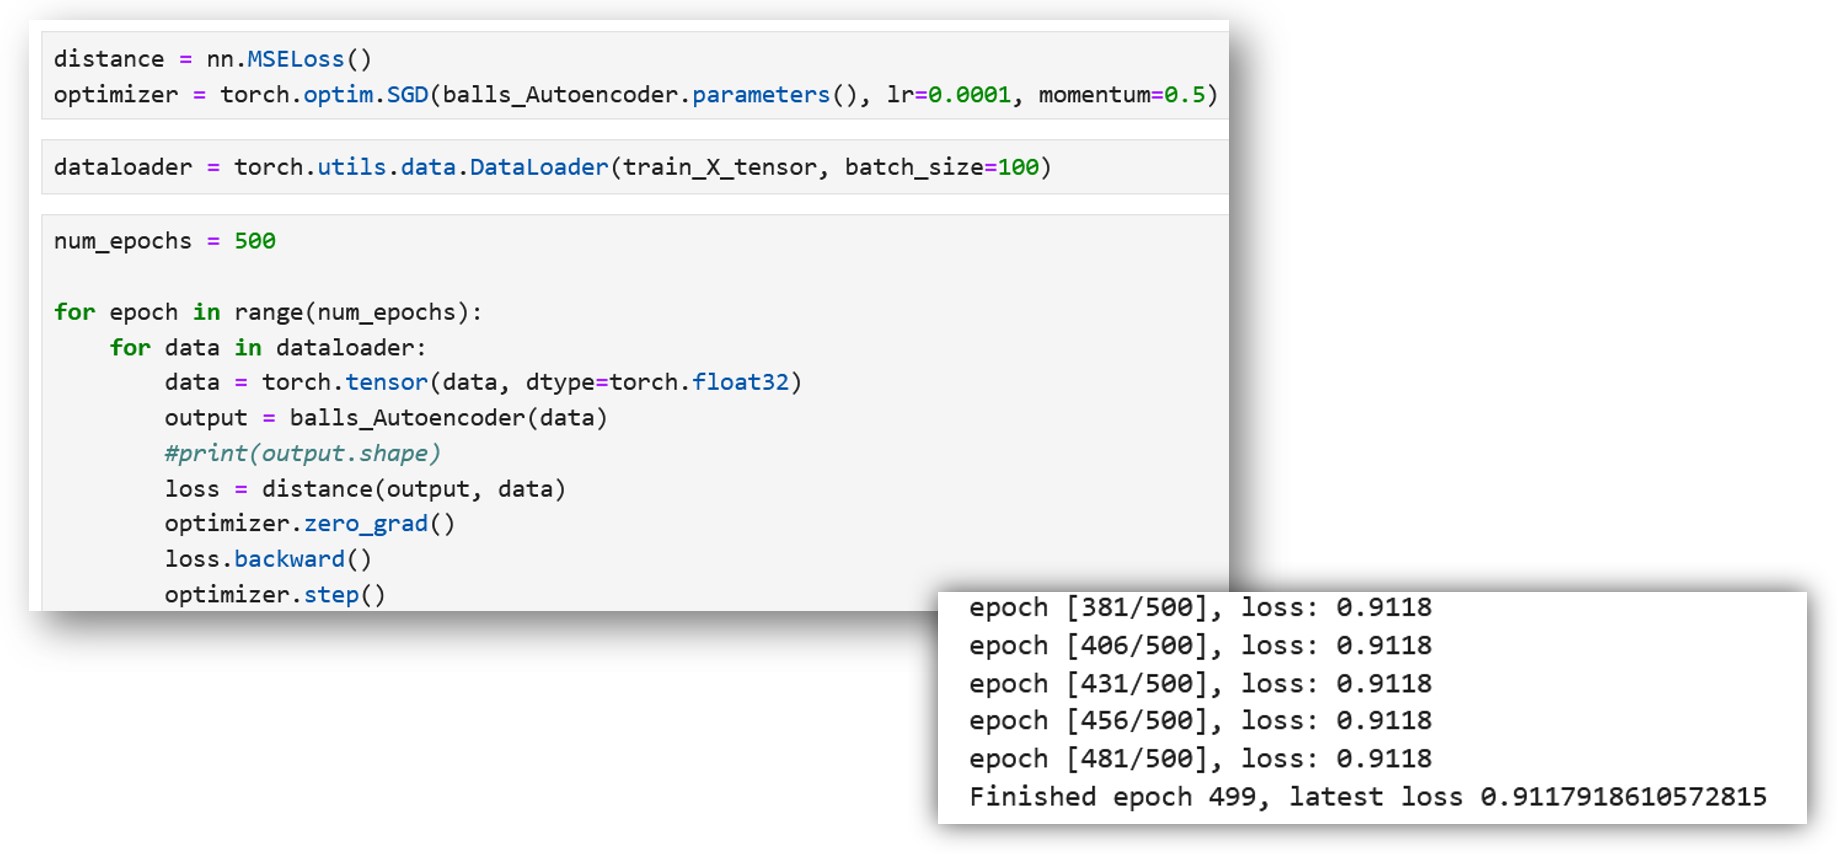 distance = nn.MSELoss()
optimizer = torch.optim.SGD(balls_Autoencoder.parameters(), lr=0.0001, momentum=0.5)
dataloader = torch.utils.data.DataLoader(train_X_tensor, batch_size=100)
num_epochs = 500
for epoch in range(num_epochs):
    for data in dataloader:
        data = torch.tensor(data, dtype=torch.float32)
        output = balls_Autoencoder(data)
        #print(output.shape)
        loss = distance(output, data)
        optimizer.zero_grad()
        loss.backward()
        optimizer.step()
epoch [381/500], loss: 0.9118
epoch [406/500], loss: 0.9118
epoch [431/500], loss: 0.9118
epoch [456/500], loss: 0.9118
epoch [481/500], loss: 0.9118
Finished epoch 499, latest loss 0.9117918610572815